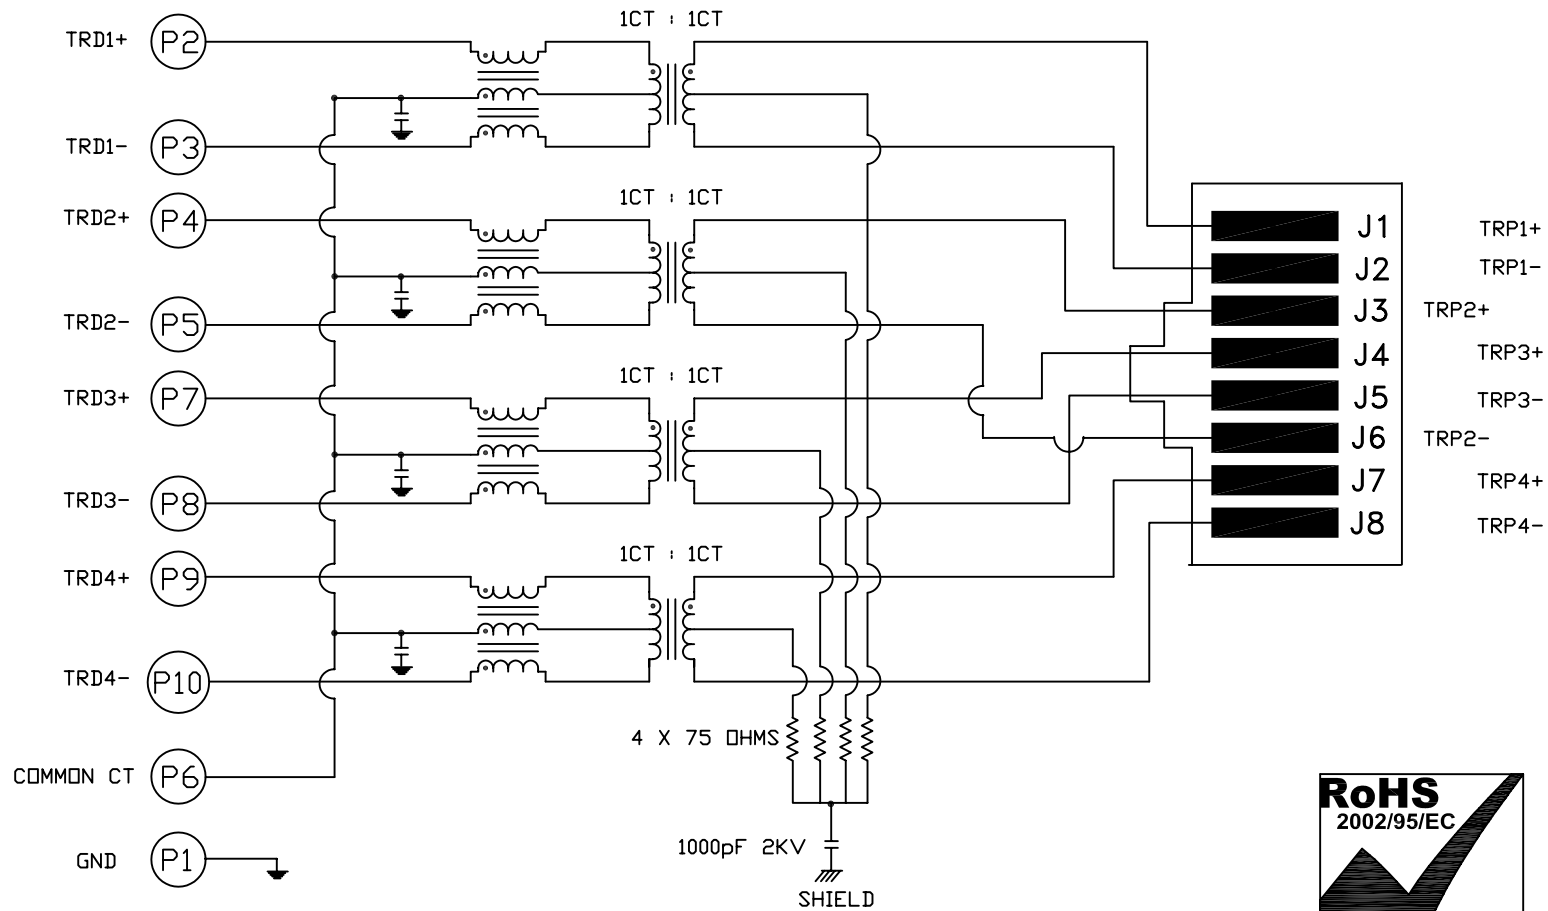 1CT : 1CT
TRD1+ P2
TRD1- P3
1CT : 1CT
TRD2+ P4
TRD2- P5
1CT : 1CT
TRD3+ P7
TRD3- P8
1CT : 1CT
TRD4+ P9
TRD4- P10
COMMON CT P6
GND P1
4 X 75 OHMS
1000pF 2KV
SHIELD
J1 TRP1+
J2 TRP1-
J3 TRP2+
J4 TRP3+
J5 TRP3-
J6 TRP2-
J7 TRP4+
J8 TRP4-
RoHS
2002/95/EC